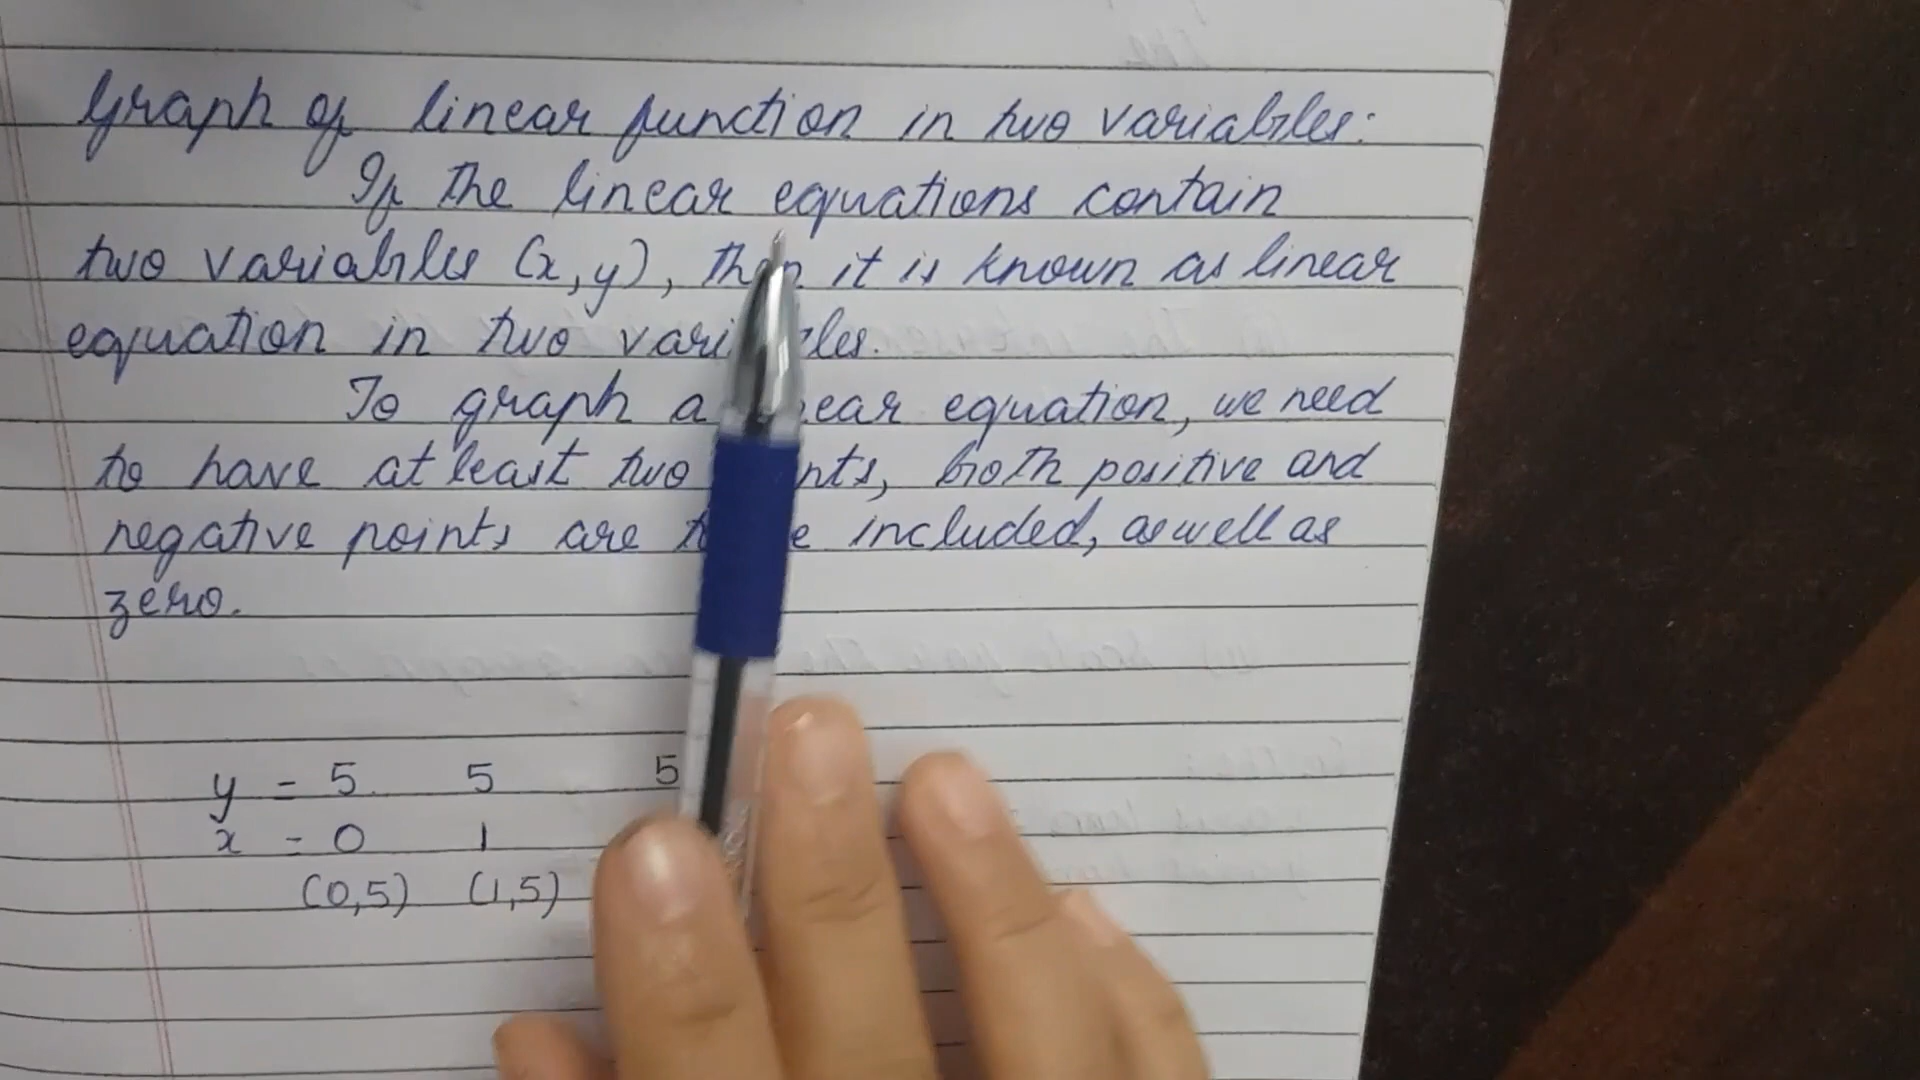 Graph of linear function in two variables:
If the linear equations contain
two variables (x,y), then it is known as linear
equation in two variables.
To graph a linear equation, we need
to have at least two points, both positive and
negative points are to be included, as well as
zero.
y = 5 5 5
x = 0 1
(0,5) (1,5)